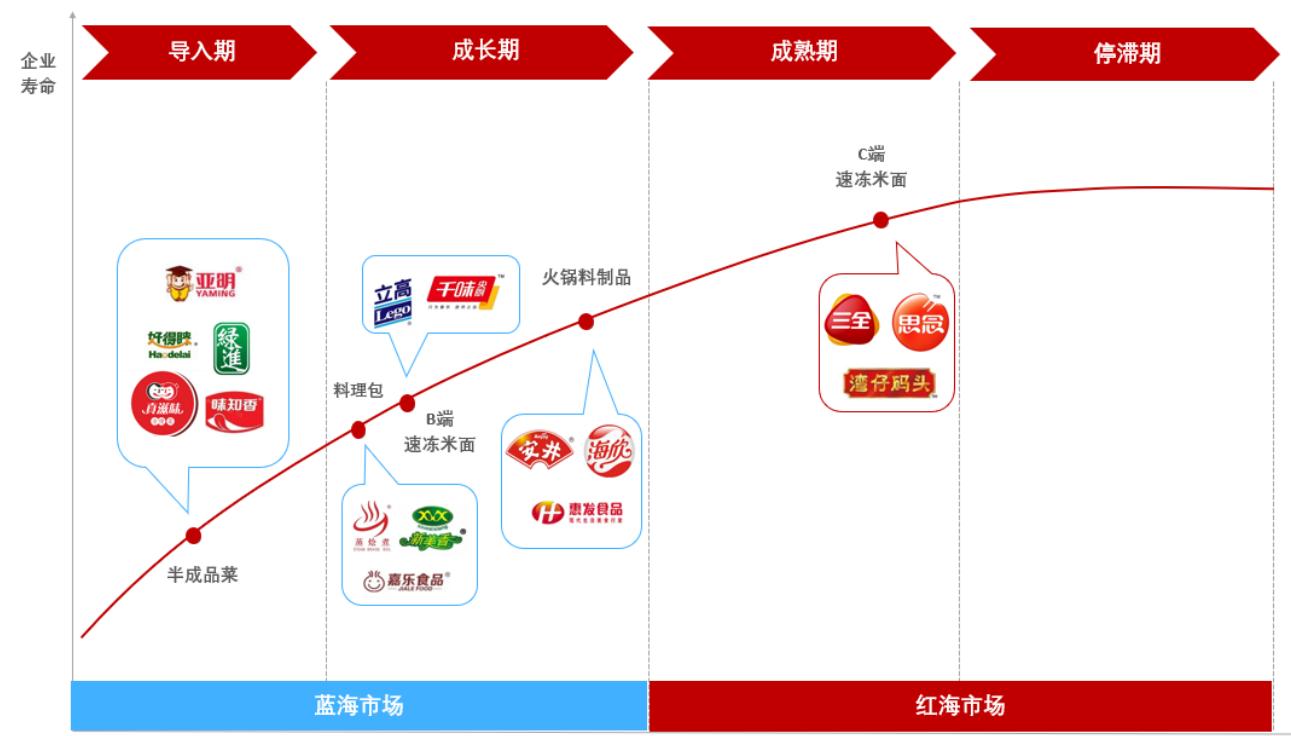 导入期
成长期
成熟期
停滞期
企业
寿命
C端
速冻米面
亚明
YAMING
好得睐
Haodelai
緑進
真滋味
味知香
立高
Lego
千味央厨
火锅料制品
三全
思念
湾仔码头
料理包
B端
速冻米面
安井
海欣
惠发食品
蒸烩煮
新美香
嘉乐食品
JIALE FOOD
半成品菜
蓝海市场
红海市场